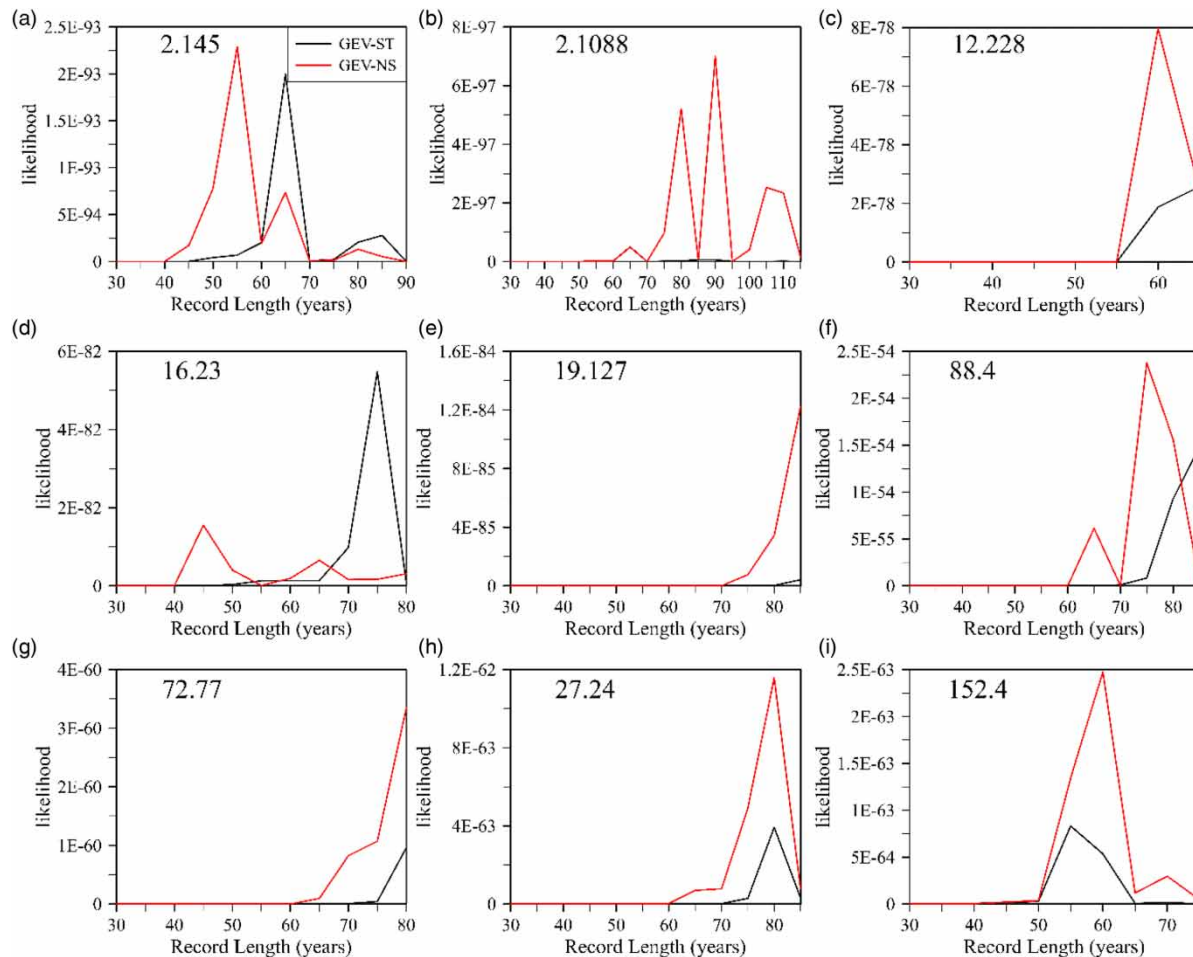 (a)
2.5E-93
2E-93
1.5E-93
1E-93
5E-94
0
likelihood
2.145
GEV-ST
GEV-NS
30 40 50 60 70 80 90
Record Length (years)
(b)
8E-97
6E-97
4E-97
2E-97
0
likelihood
2.1088
30 40 50 60 70 80 90 100 110
Record Length (years)
(c)
8E-78
6E-78
4E-78
2E-78
0
likelihood
12.228
30 40 50 60
Record Length (years)
(d)
6E-82
4E-82
2E-82
0
likelihood
16.23
30 40 50 60 70 80
Record Length (years)
(e)
1.6E-84
1.2E-84
8E-85
4E-85
0
likelihood
19.127
30 40 50 60 70 80
Record Length (years)
(f)
2.5E-54
2E-54
1.5E-54
1E-54
5E-55
0
likelihood
88.4
30 40 50 60 70 80
Record Length (years)
(g)
4E-60
3E-60
2E-60
1E-60
0
likelihood
72.77
30 40 50 60 70 80
Record Length (years)
(h)
1.2E-62
8E-63
4E-63
0
likelihood
27.24
30 40 50 60 70 80
Record Length (years)
(i)
2.5E-63
2E-63
1.5E-63
1E-63
5E-64
0
likelihood
152.4
30 40 50 60 70
Record Length (years)